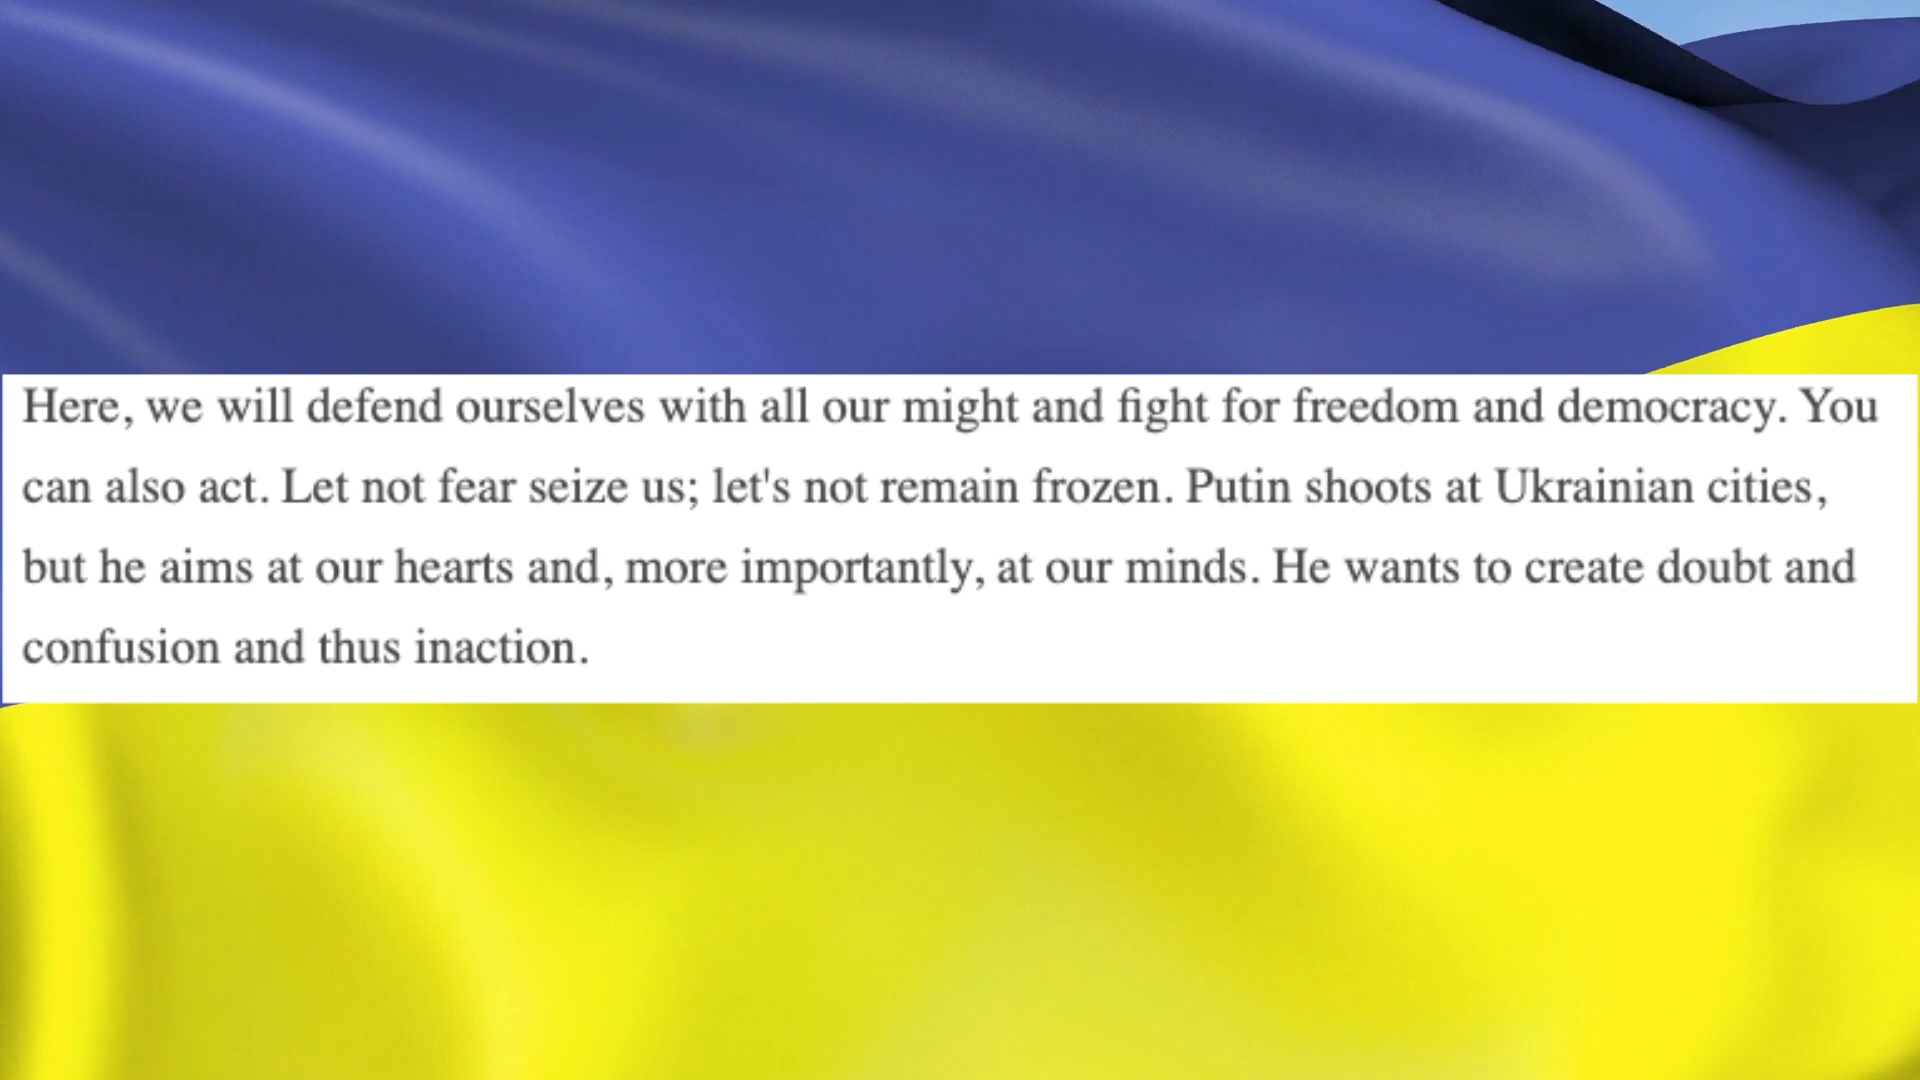 Here, we will defend ourselves with all our might and fight for freedom and democracy. You
can also act. Let not fear seize us; let's not remain frozen. Putin shoots at Ukrainian cities,
but he aims at our hearts and, more importantly, at our minds. He wants to create doubt and
confusion and thus inaction.